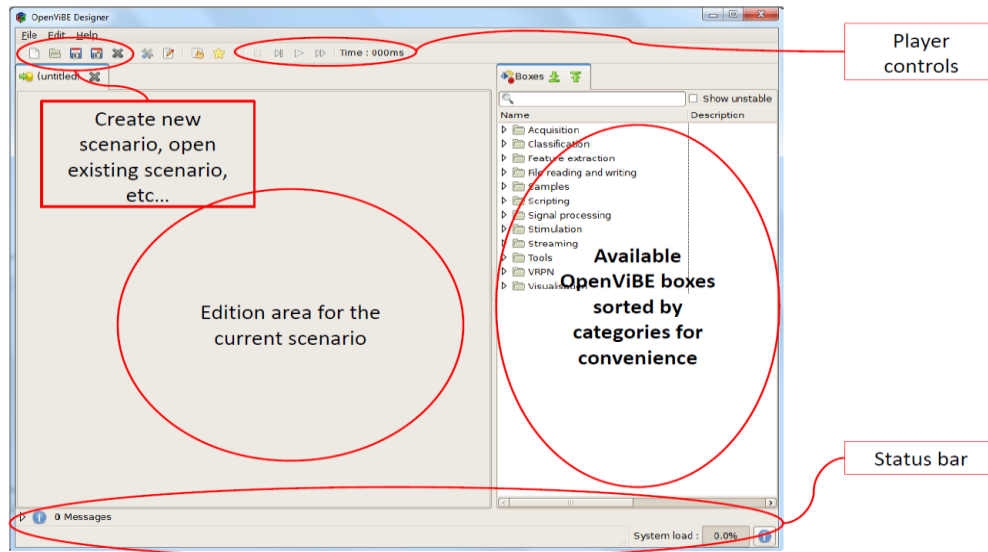 OpenViBE Designer
File Edit Help
Time : 000ms
Player
controls
(untitled)
Boxes
Show unstable
Name Description
Create new
scenario, open
existing scenario,
etc...
Acquisition
Classification
Feature extraction
File reading and writing
Samples
Scripting
Signal processing
Stimulation
Streaming
Tools
VRPN
Available
OpenViBE boxes
sorted by
categories for
convenience
Edition area for the
current scenario
Status bar
0 Messages
System load : 0.0%